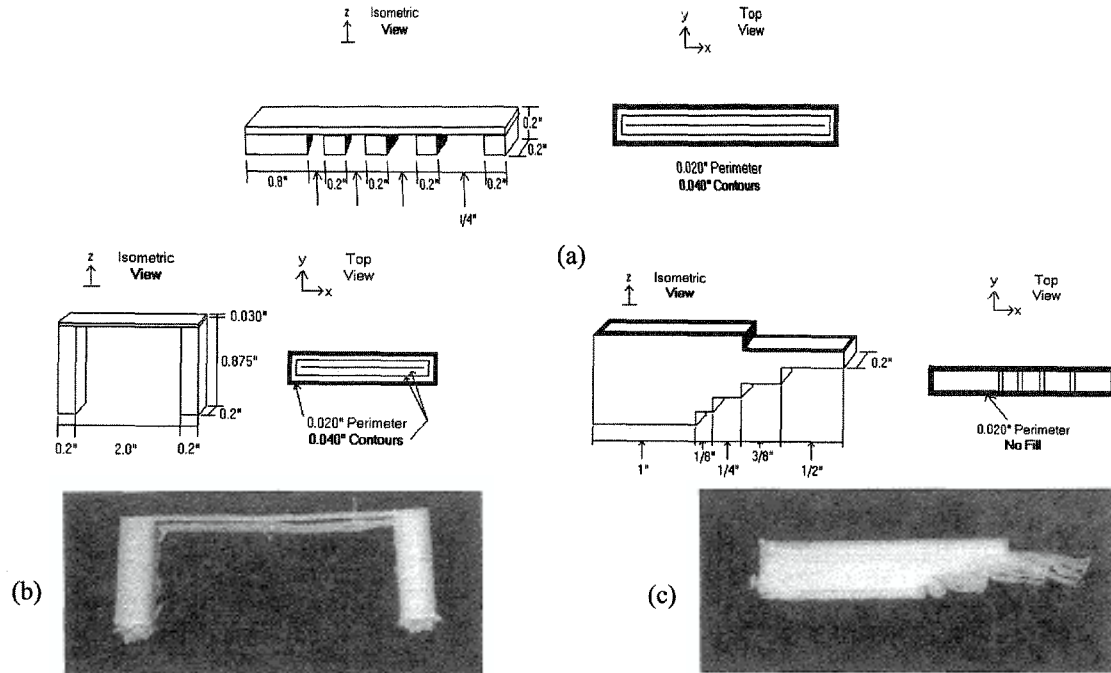 z Isometric View
y x Top View
0.2"
0.2"
0.8" 0.2" 0.2" 0.2" 0.2"
1/4"
0.020" Perimeter
0.040" Contours
(a)
z Isometric View
y x Top View
0.030"
0.875"
0.2"
0.2" 2.0" 0.2"
0.020" Perimeter
0.040" Contours
z Isometric View
y x Top View
0.2"
1" 1/8" 1/4" 3/8" 1/2"
0.020" Perimeter
No Fill
(b)
(c)